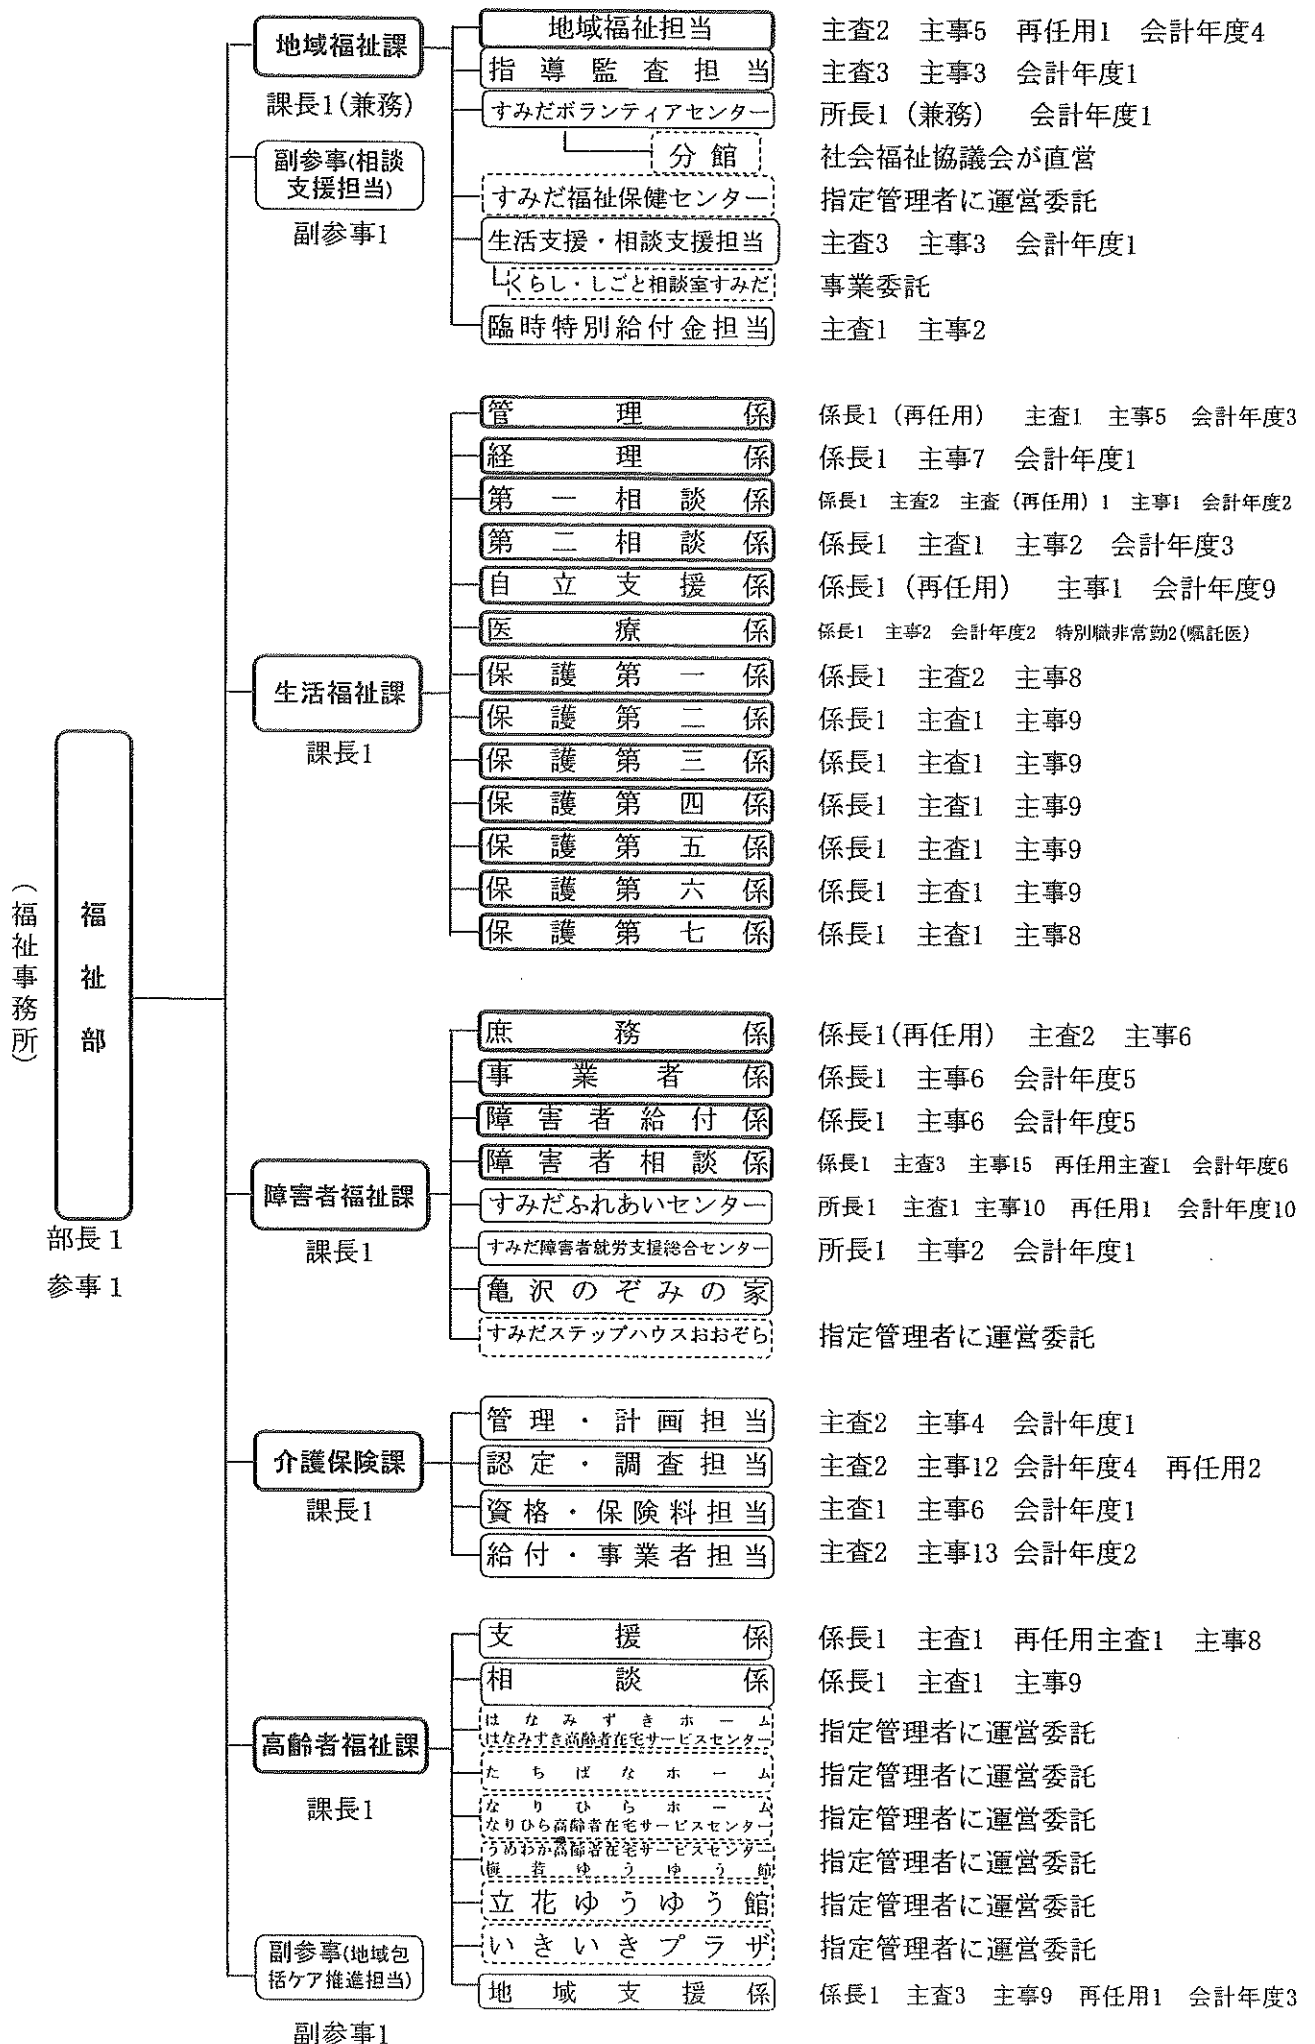 （福祉事務所）
福祉部
部長1
参事1
地域福祉課
課長1(兼務)
地域福祉担当　主査2　主事5　再任用1　会計年度4
指導監査担当　主査3　主事3　会計年度1
すみだボランティアセンター　所長1（兼務）　会計年度1
分館　社会福祉協議会が直営
すみだ福祉保健センター　指定管理者に運営委託
生活支援・相談支援担当　主査3　主事3　会計年度1
くらし・しごと相談室すみだ　事業委託
臨時特別給付金担当　主査1　主事2
副参事(相談
支援担当)
副参事1
生活福祉課
課長1
管理係　係長1（再任用）　主査1　主事5　会計年度3
経理係　係長1　主事7　会計年度1
第一相談係　係長1　主査2　主査（再任用）1　主事1　会計年度2
第二相談係　係長1　主査1　主事2　会計年度3
自立支援係　係長1（再任用）　主事1　会計年度9
医療係　係長1　主事2　会計年度2　特別職非常勤2(嘱託医)
保護第一係　係長1　主査2　主事8
保護第二係　係長1　主査1　主事9
保護第三係　係長1　主査1　主事9
保護第四係　係長1　主査1　主事9
保護第五係　係長1　主査1　主事9
保護第六係　係長1　主査1　主事9
保護第七係　係長1　主査1　主事8
障害者福祉課
課長1
庶務係　係長1(再任用)　主査2　主事6
事業者係　係長1　主事6　会計年度5
障害者給付係　係長1　主事6　会計年度5
障害者相談係　係長1　主査3　主事15　再任用主査1　会計年度6
すみだふれあいセンター　所長1　主査1　主事10　再任用1　会計年度10
すみだ障害者就労支援総合センター　所長1　主事2　会計年度1
亀沢のぞみの家
すみだステップハウスおおぞら　指定管理者に運営委託
介護保険課
課長1
管理・計画担当　主査2　主事4　会計年度1
認定・調査担当　主査2　主事12　会計年度4　再任用2
資格・保険料担当　主査1　主事6　会計年度1
給付・事業者担当　主査2　主事13　会計年度2
高齢者福祉課
課長1
支援係　係長1　主査1　再任用主査1　主事8
相談係　係長1　主査1　主事9
はなみずきホーム
はなみずき高齢者在宅サービスセンター　指定管理者に運営委託
たちばなホーム　指定管理者に運営委託
なりひらホーム
なりひら高齢者在宅サービスセンター　指定管理者に運営委託
うめわか高齢者在宅サービスセンター
梅若ゆうゆう館　指定管理者に運営委託
立花ゆうゆう館　指定管理者に運営委託
いきいきプラザ　指定管理者に運営委託
地域支援係　係長1　主査3　主事9　再任用1　会計年度3
副参事(地域包
括ケア推進担当)
副参事1